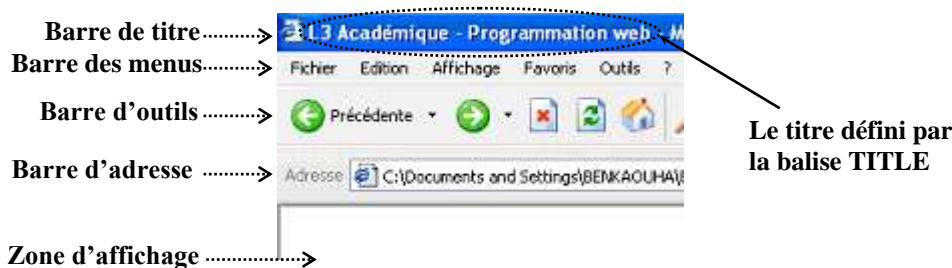 Barre de titre
L3 Académique - Programmation web - M
Barre des menus
Fichier Edition Affichage Favoris Outils ?
Barre d'outils
Précédente
Le titre défini par
la balise TITLE
Barre d'adresse
Adresse C:\Documents and Settings\BENKAOUHA\
Zone d'affichage